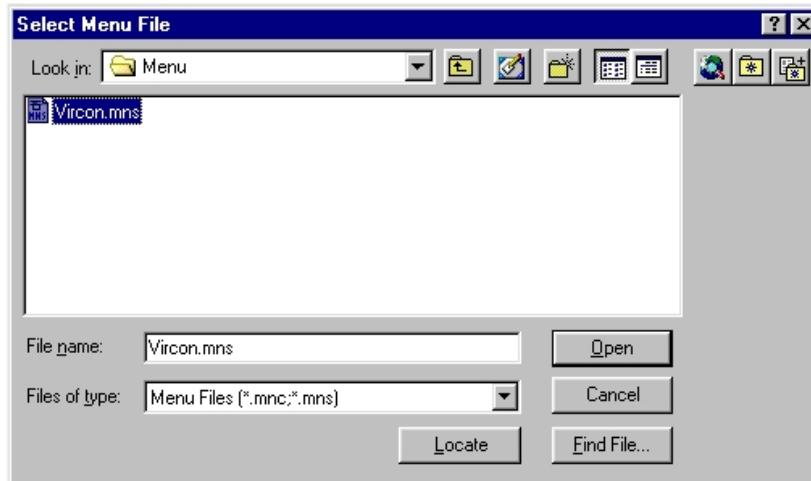 Select Menu File
Look in: Menu
Vircon.mns
File name: Vircon.mns Open
Files of type: Menu Files (*.mnc;*.mns) Cancel
Locate Find File...